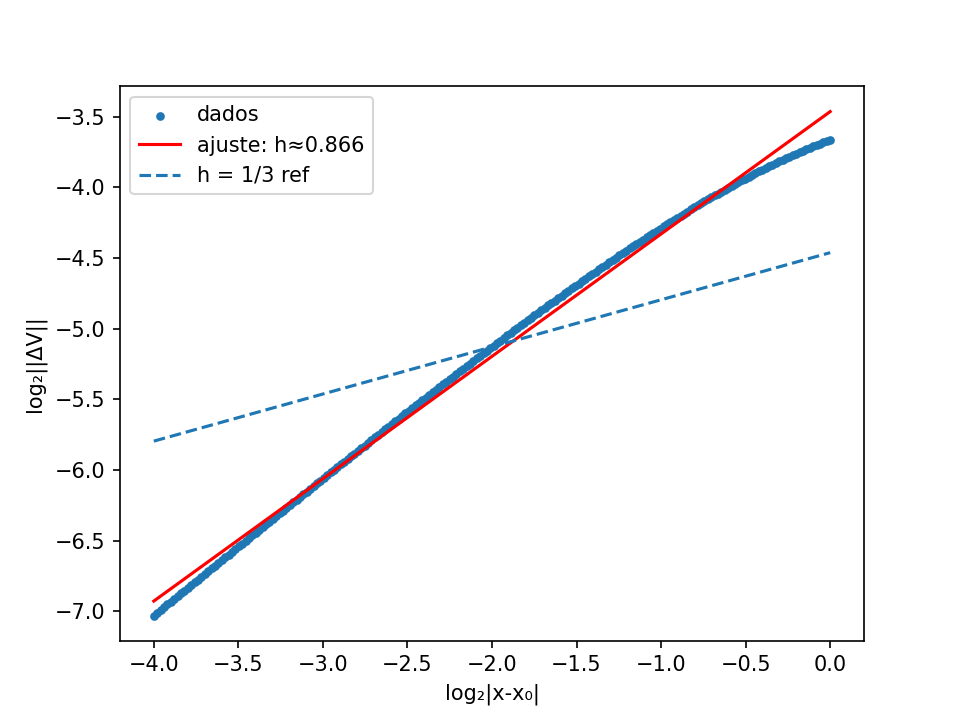 dados
ajuste: h≈0.866
h = 1/3 ref
−3.5
−4.0
−4.5
−5.0
−5.5
−6.0
−6.5
−7.0
log₂||ΔV||
−4.0 −3.5 −3.0 −2.5 −2.0 −1.5 −1.0 −0.5 0.0
log₂|x-x₀|